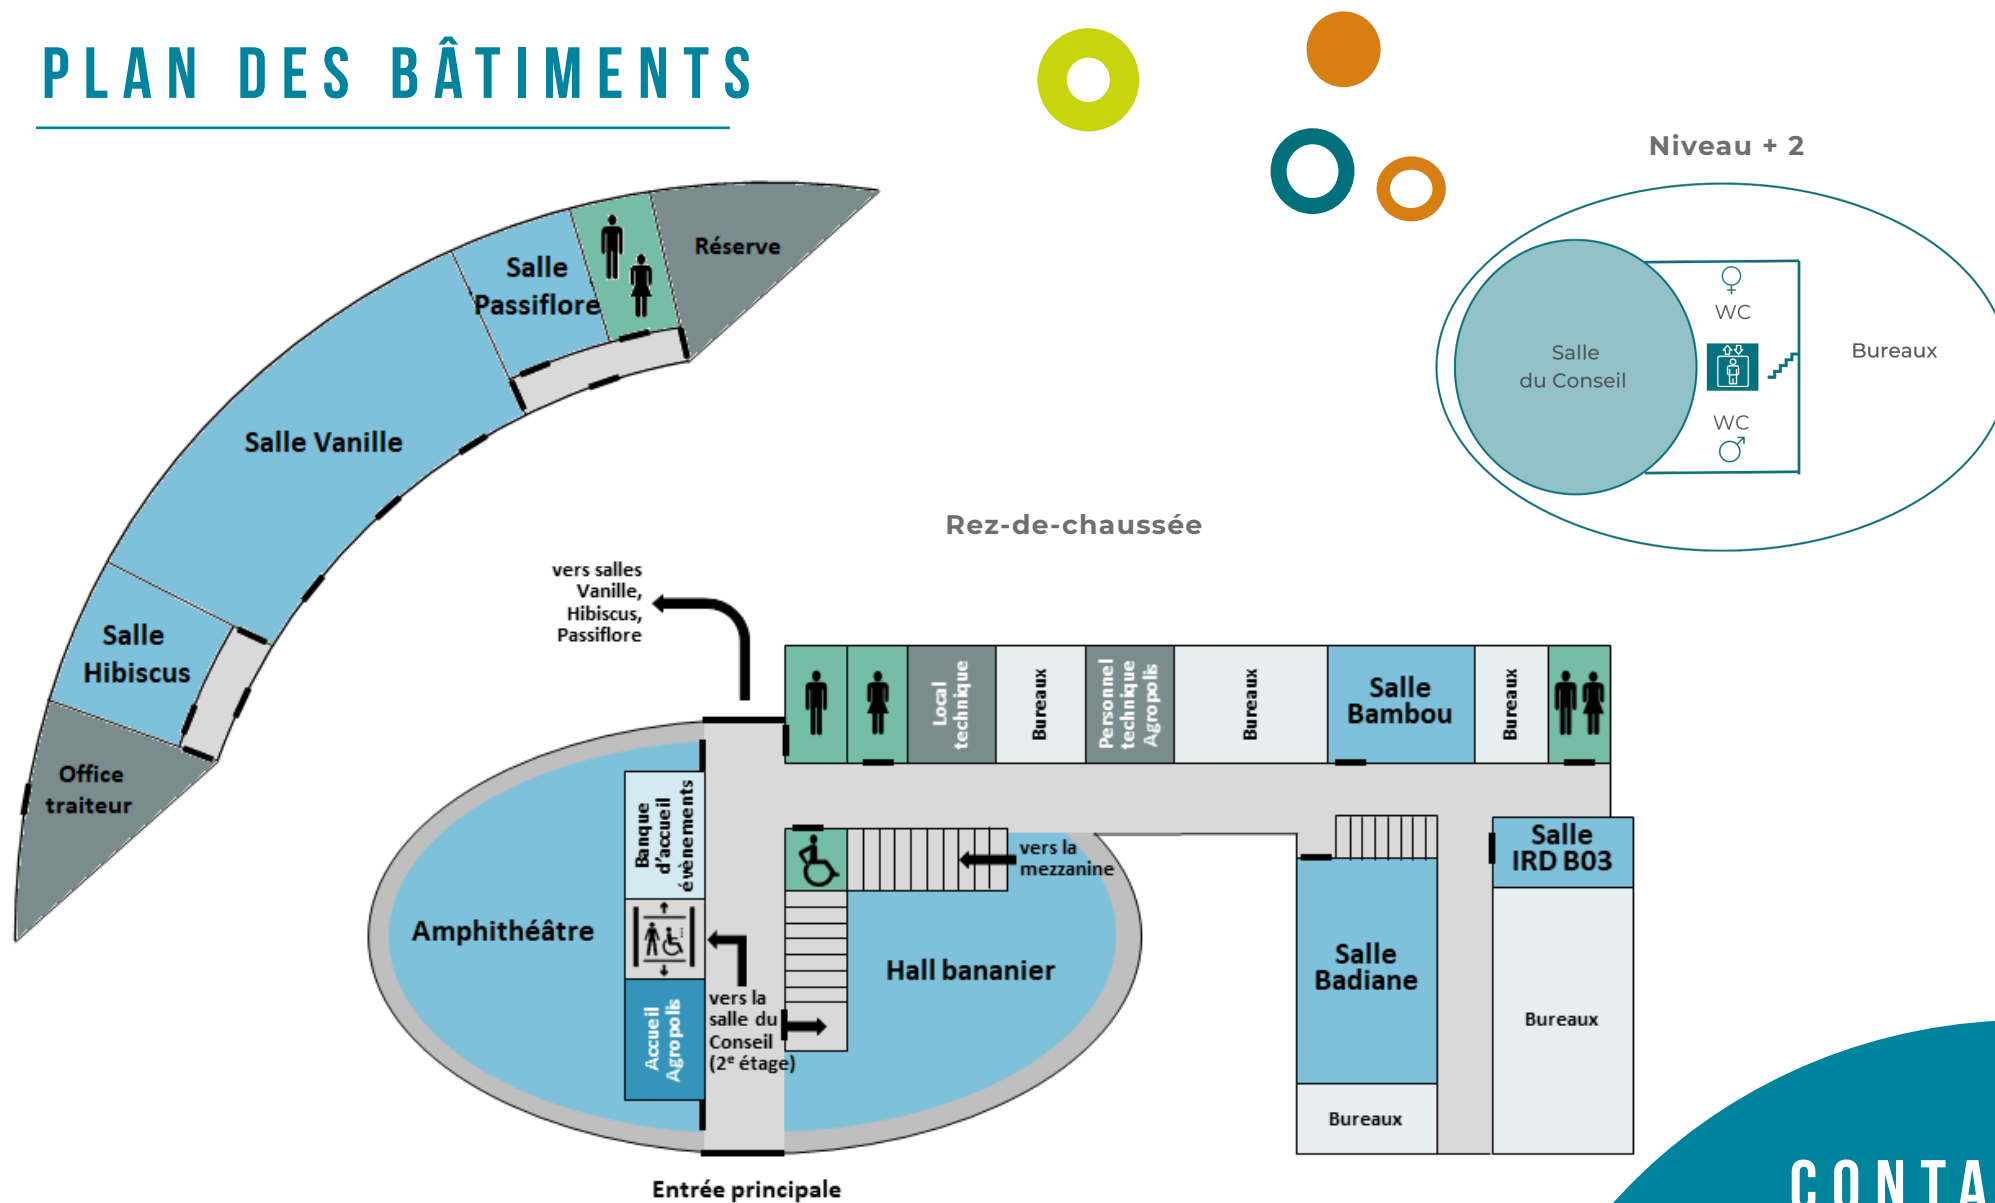 PLAN DES BÂTIMENTS
Niveau + 2
♀
WC
Salle
du Conseil
Bureaux
WC
♂
Réserve
Salle
Passiflore
Salle Vanille
Salle
Hibiscus
Office
traiteur
Rez-de-chaussée
vers salles
Vanille,
Hibiscus,
Passiflore
Local
technique
Bureaux
Personnel
technique
Agropolis
Bureaux
Salle
Bambou
Bureaux
Banque
d'accueil
évènements
vers la
mezzanine
Salle
IRD B03
Amphithéâtre
Hall bananier
Salle
Badiane
Accueil
Agropolis
vers la
salle du
Conseil
(2e étage)
Bureaux
Bureaux
Entrée principale
CONTA